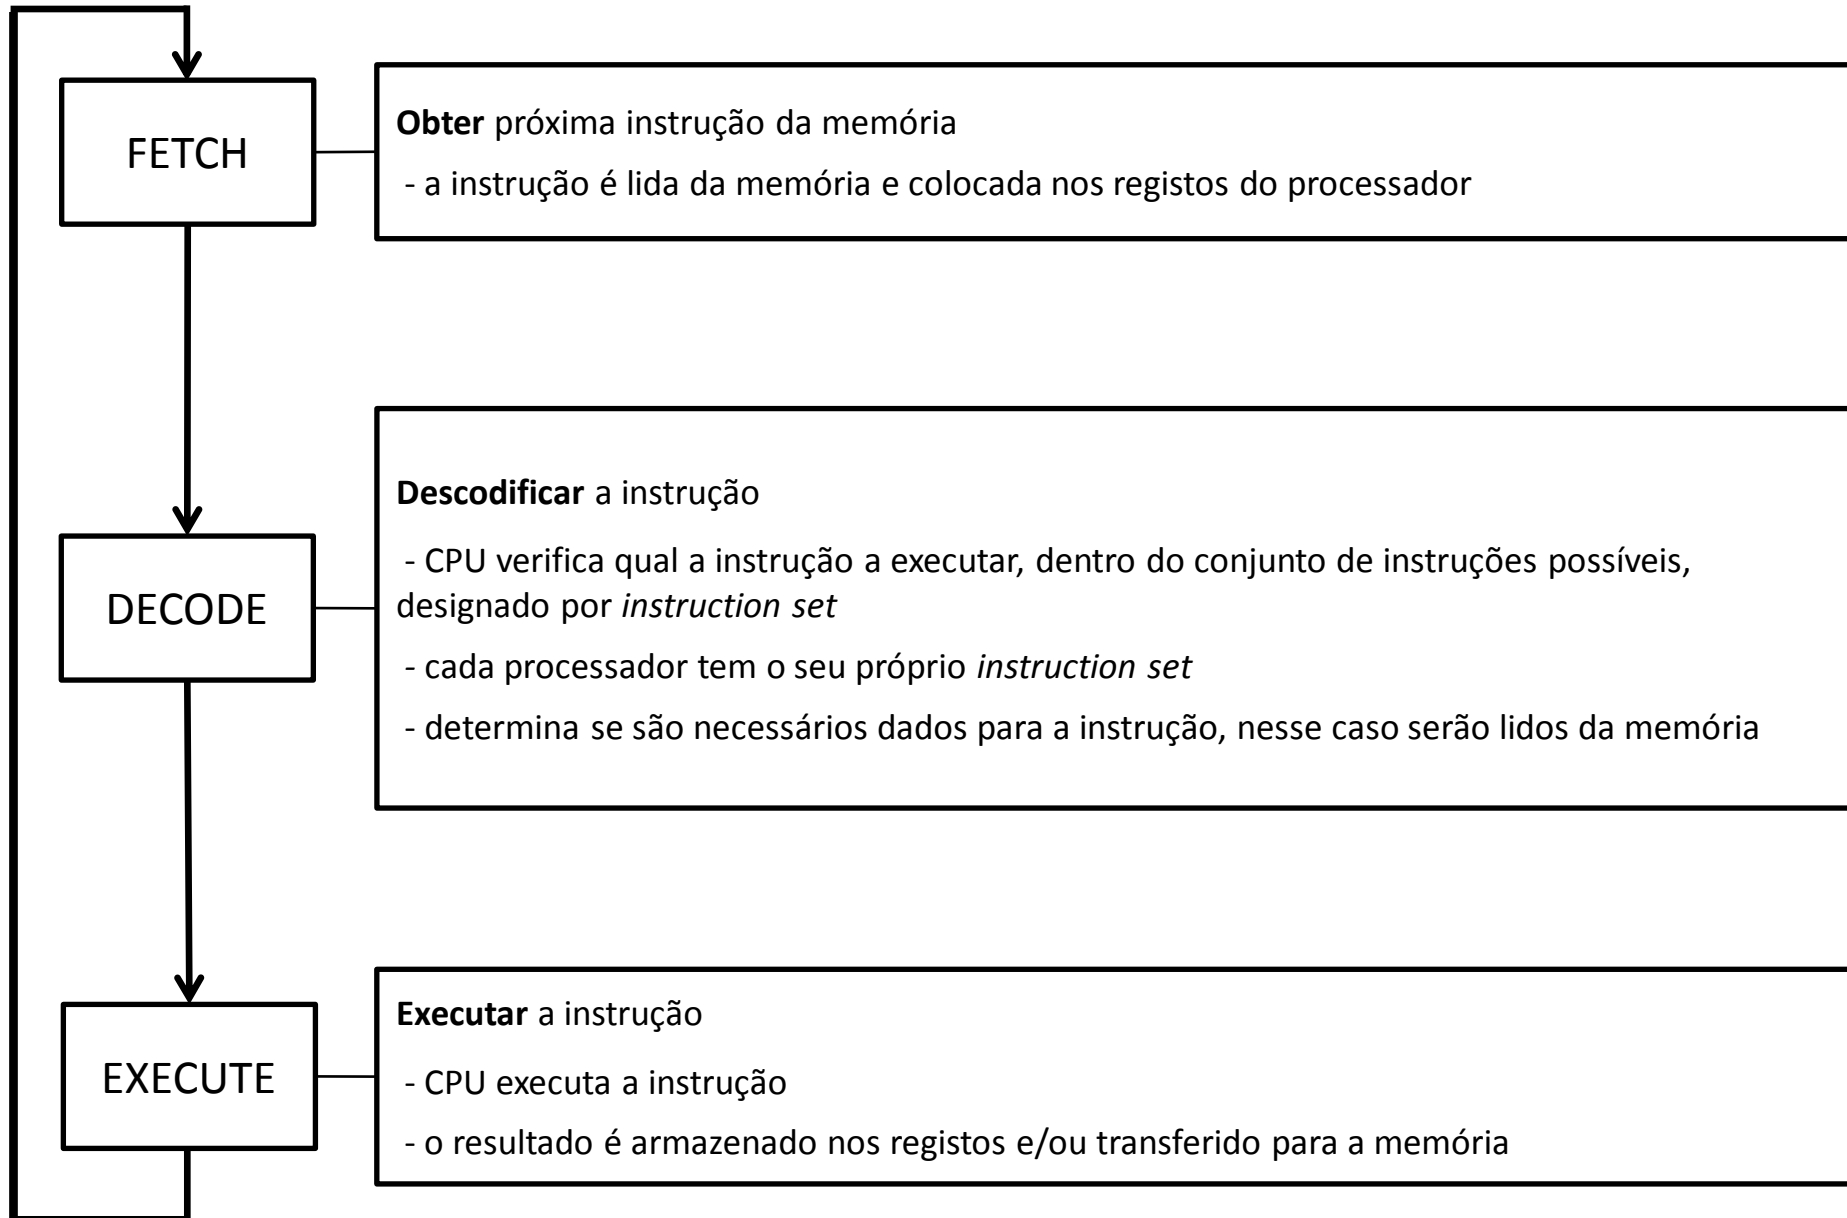 FETCH
Obter próxima instrução da memória
- a instrução é lida da memória e colocada nos registos do processador
DECODE
Descodificar a instrução
- CPU verifica qual a instrução a executar, dentro do conjunto de instruções possíveis,
designado por instruction set
- cada processador tem o seu próprio instruction set
- determina se são necessários dados para a instrução, nesse caso serão lidos da memória
EXECUTE
Executar a instrução
- CPU executa a instrução
- o resultado é armazenado nos registos e/ou transferido para a memória